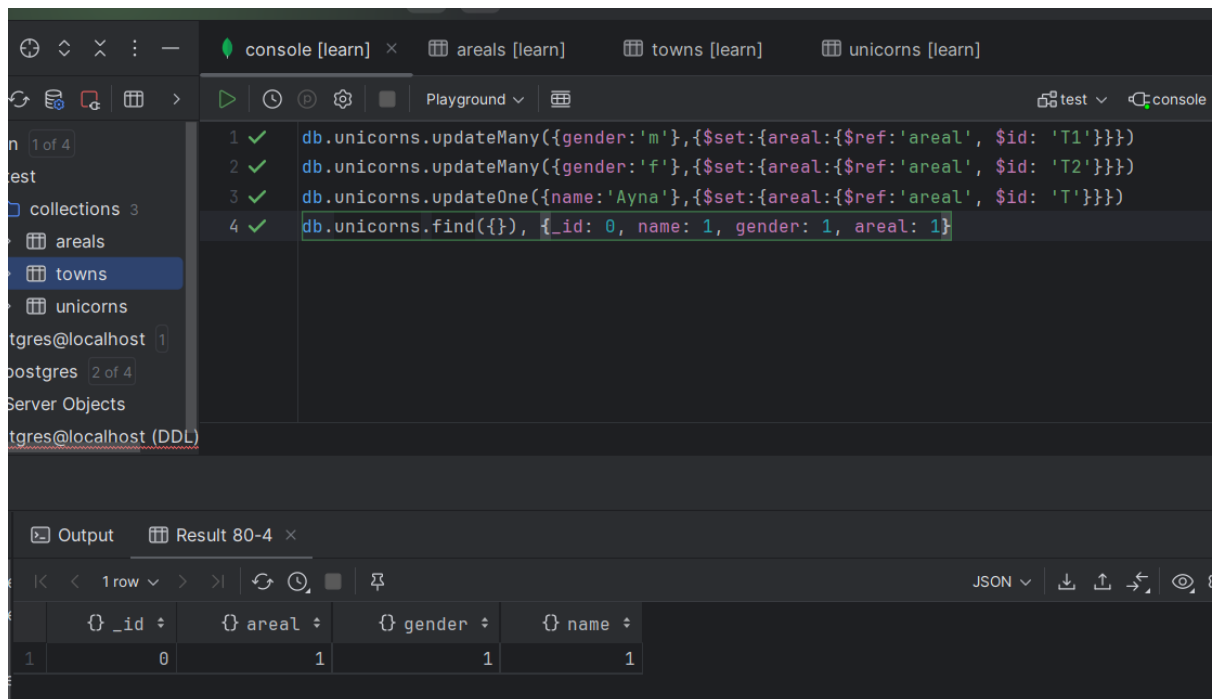 console [learn] × areals [learn] towns [learn] unicorns [learn]
Playground test console
n 1 of 4
test
collections 3
areals
towns
unicorns
tgres@localhost 1
postgres 2 of 4
Server Objects
tgres@localhost (DDL)
1 db.unicorns.updateMany({gender:'m'},{$set:{areal:{$ref:'areal', $id: 'T1'}}})
2 db.unicorns.updateMany({gender:'f'},{$set:{areal:{$ref:'areal', $id: 'T2'}}})
3 db.unicorns.updateOne({name:'Ayna'},{$set:{areal:{$ref:'areal', $id: 'T'}}})
4 db.unicorns.find({}), {_id: 0, name: 1, gender: 1, areal: 1}
Output Result 80-4 ×
1 row JSON
{} _id {} areal {} gender {} name
1 0 1 1 1